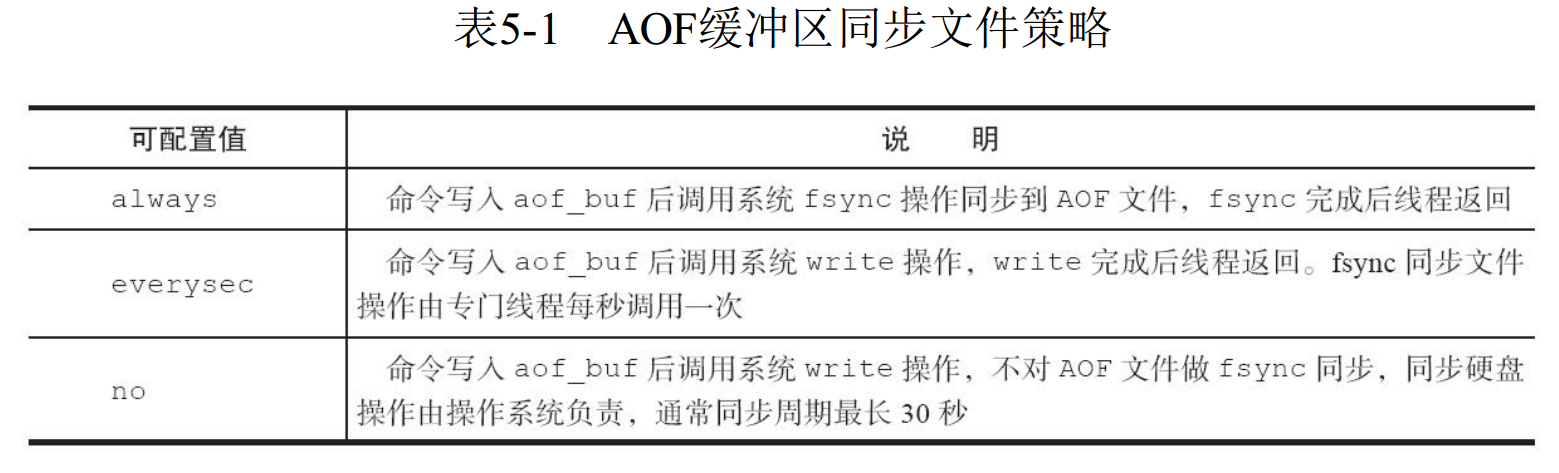 表5-1 AOF缓冲区同步文件策略
可配置值 说 明
always 命令写入 aof_buf 后调用系统 fsync 操作同步到 AOF 文件，fsync 完成后线程返回
everysec 命令写入 aof_buf 后调用系统 write 操作，write 完成后线程返回。fsync 同步文件
操作由专门线程每秒调用一次
no 命令写入 aof_buf 后调用系统 write 操作，不对 AOF 文件做 fsync 同步，同步硬盘
操作由操作系统负责，通常同步周期最长 30 秒